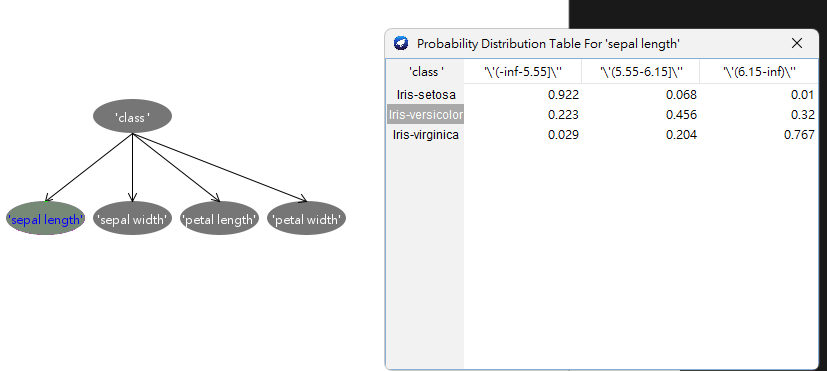 'class '
'sepal length'
'sepal width'
'petal length'
'petal width'
Probability Distribution Table For 'sepal length'
'class ' '\'(-inf-5.55]\'' '\'(5.55-6.15]\'' '\'(6.15-inf)\''
Iris-setosa 0.922 0.068 0.01
Iris-versicolor 0.223 0.456 0.32
Iris-virginica 0.029 0.204 0.767